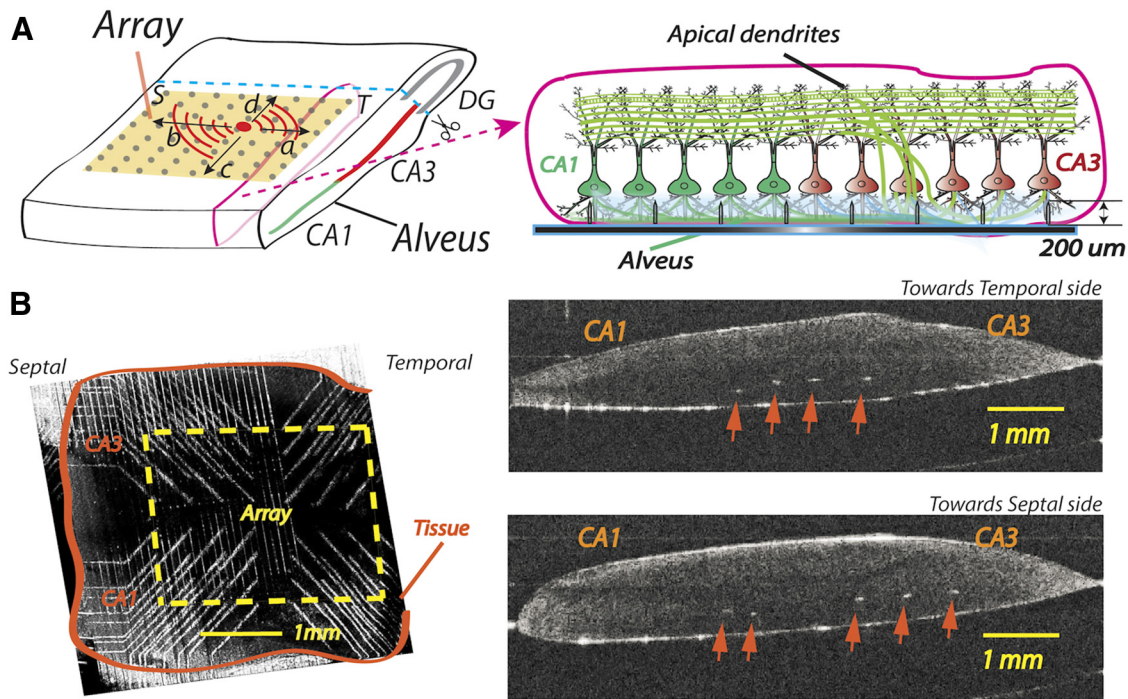 A
Array
S
d
T
b
a
c
DG
CA3
CA1
Alveus
Apical dendrites
CA1
CA3
Alveus
200 um
B
Septal
Temporal
CA3
Array
Tissue
CA1
1mm
Towards Temporal side
CA1
CA3
1 mm
Towards Septal side
CA1
CA3
1 mm